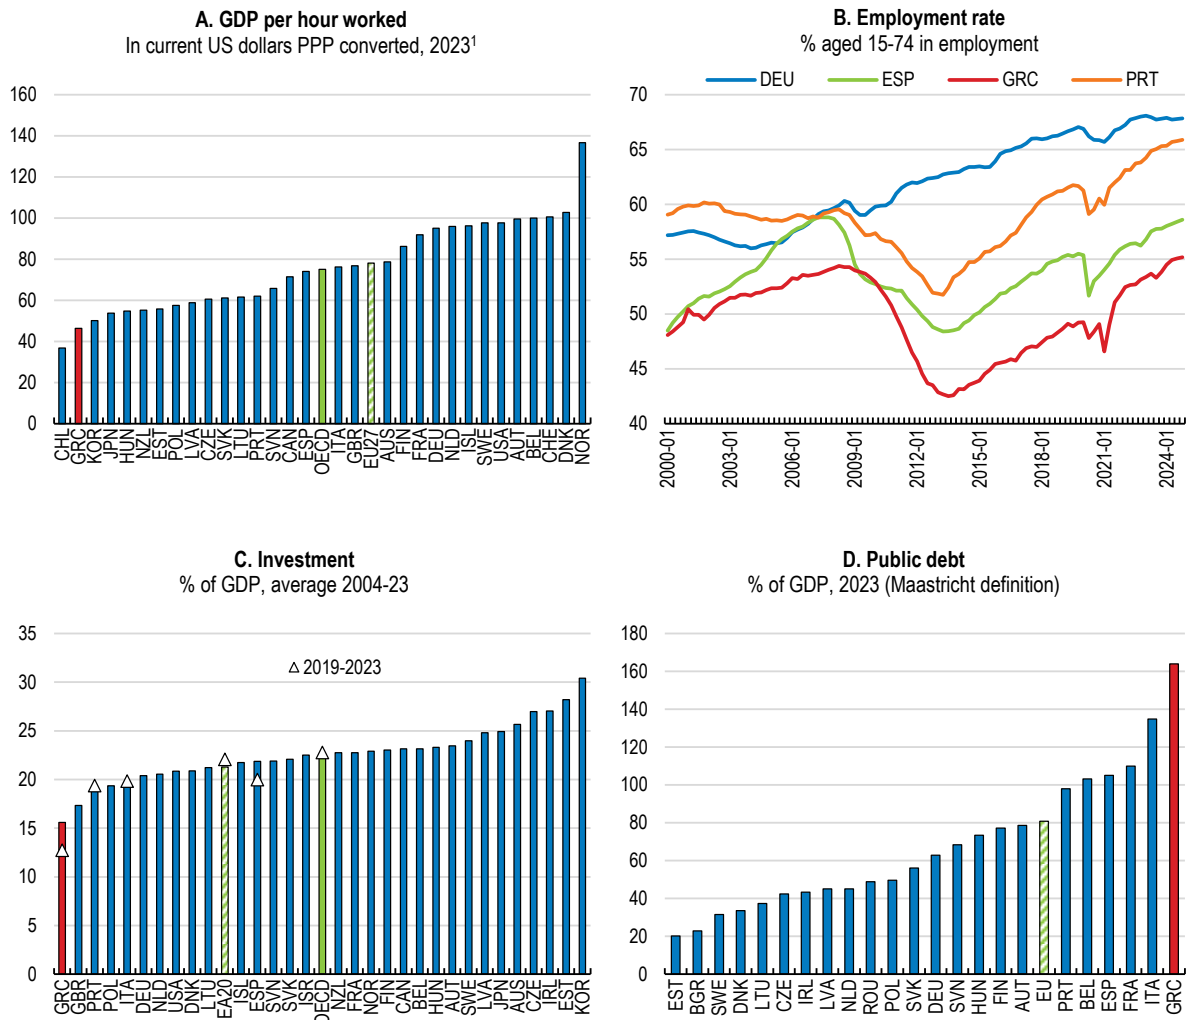 A. GDP per hour worked
In current US dollars PPP converted, 2023¹
160
140
120
100
80
60
40
20
0
CHL
GRC
KOR
JPN
HUN
NZL
EST
POL
LVA
CZE
SVK
LTU
PRT
SVN
CAN
ESP
OECD
ITA
GBR
EU27
AUS
FIN
FRA
DEU
NLD
ISL
SWE
USA
AUT
BEL
CHE
DNK
NOR
B. Employment rate
% aged 15-74 in employment
DEU
ESP
GRC
PRT
70
65
60
55
50
45
40
2000-01
2003-01
2006-01
2009-01
2012-01
2015-01
2018-01
2021-01
2024-01
C. Investment
% of GDP, average 2004-23
2019-2023
35
30
25
20
15
10
5
0
GRC
GBR
PRT
POL
ITA
DEU
NLD
USA
DNK
LTU
EA20
ISL
ESP
SVN
SVK
ISR
OECD
NZL
FRA
NOR
FIN
CAN
BEL
HUN
AUT
SWE
LVA
JPN
AUS
CZE
IRL
EST
KOR
D. Public debt
% of GDP, 2023 (Maastricht definition)
180
160
140
120
100
80
60
40
20
0
EST
BGR
SWE
DNK
LTU
CZE
IRL
LVA
NLD
ROU
POL
SVK
DEU
SVN
HUN
FIN
AUT
EU
PRT
BEL
ESP
FRA
ITA
GRC